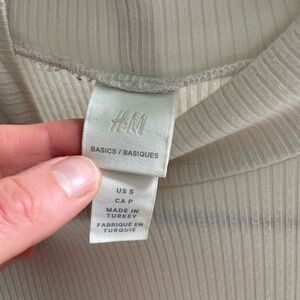 H&M
BASICS / BASIQUES
US S
CA P
MADE IN
TURKEY
FABRIQUÉ EN
TURQUIE